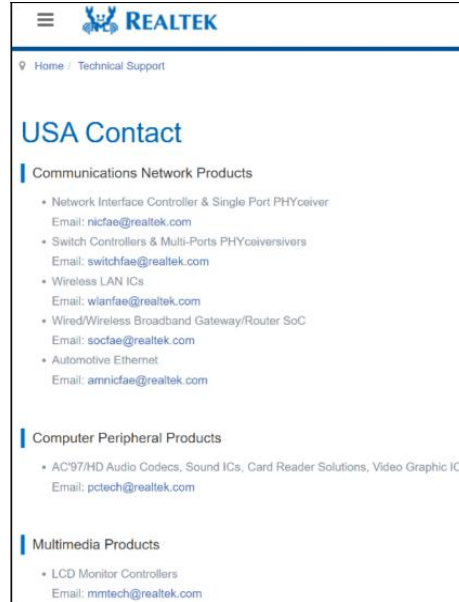 REALTEK
Home / Technical Support
USA Contact
Communications Network Products
• Network Interface Controller & Single Port PHYceiver
Email: nicfae@realtek.com
• Switch Controllers & Multi-Ports PHYceiversivers
Email: switchfae@realtek.com
• Wireless LAN ICs
Email: wlanfae@realtek.com
• Wired/Wireless Broadband Gateway/Router SoC
Email: socfae@realtek.com
• Automotive Ethernet
Email: amnicfae@realtek.com
Computer Peripheral Products
• AC'97/HD Audio Codecs, Sound ICs, Card Reader Solutions, Video Graphic IC
Email: pctech@realtek.com
Multimedia Products
• LCD Monitor Controllers
Email: mmtech@realtek.com